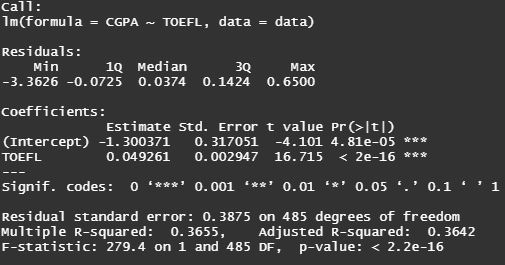 Call:
lm(formula = CGPA ~ TOEFL, data = data)
Residuals:
Min 1Q Median 3Q Max
-3.3626 -0.0725 0.0374 0.1424 0.6500
Coefficients:
Estimate Std. Error t value Pr(>|t|)
(Intercept) -1.300371 0.317051 -4.101 4.81e-05 ***
TOEFL 0.049261 0.002947 16.715 < 2e-16 ***
---
Signif. codes: 0 ‘***’ 0.001 ‘**’ 0.01 ‘*’ 0.05 ‘.’ 0.1 ‘ ’ 1
Residual standard error: 0.3875 on 485 degrees of freedom
Multiple R-squared: 0.3655, Adjusted R-squared: 0.3642
F-statistic: 279.4 on 1 and 485 DF, p-value: < 2.2e-16